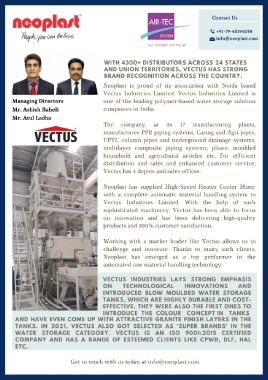 neoplast®
People, you can believe.
AIR-TEC
SYSTEM
our strength is in the air
Contact Us
+91-79-40196030
info@neoplast.com
Managing Directors
Mr. Ashish Baheti
Mr. Atul Ladha
VECTUS
WITH 4300+ DISTRIBUTORS ACROSS 24 STATES
AND UNION TERRITORIES, VECTUS HAS STRONG
BRAND RECOGNITION ACROSS THE COUNTRY.
Neoplast is proud of its association with Noida based
Vectus Industries Limited. Vectus Industries Limited is
one of the leading polymer-based water storage solution
companies in India.
The company, at its 17 manufacturing plants,
manufactures PPR piping systems, Casing and Agri pipes,
UPVC column pipes and underground drainage systems,
multilayer composite piping systems, plastic moulded
household and agricultural articles etc. For efficient
distribution and sales and enhanced customer service,
Vectus has 4 depots and sales offices.
Neoplast has supplied High-Speed Heater Cooler Mixer
with a complete automatic material handling system to
Vectus Industries Limited. With the help of such
sophisticated machinery, Vectus has been able to focus
on innovation and has been delivering high-quality
products and 100% customer satisfaction.
Working with a market leader like Vectus allows us to
challenge and innovate. Thanks to many such clients,
Neoplast has emerged as a top performer in the
automated raw material handling technology.
VECTUS INDUSTRIES LAYS STRONG EMPHASIS
ON TECHNOLOGICAL INNOVATIONS AND
INTRODUCED BLOW MOULDED WATER STORAGE
TANKS, WHICH ARE HIGHLY DURABLE AND COST-
EFFECTIVE. THEY WERE ALSO THE FIRST ONES TO
INTRODUCE THE COLOUR CONCEPT IN TANKS
AND HAVE EVEN COME UP WITH ATTRACTIVE GRANITE FINISH LAYERS IN THE
TANKS. IN 2021, VECTUS ALSO GOT SELECTED AS 'SUPER BRANDS' IN THE
WATER STORAGE CATEGORY. VECTUS IS AN ISO 9001:2015 CERTIFIED
COMPANY AND HAS A RANGE OF ESTEEMED CLIENTS LIKE CPWD, DLF, HAL
ETC.
Get in touch with us today at info@neoplast.com